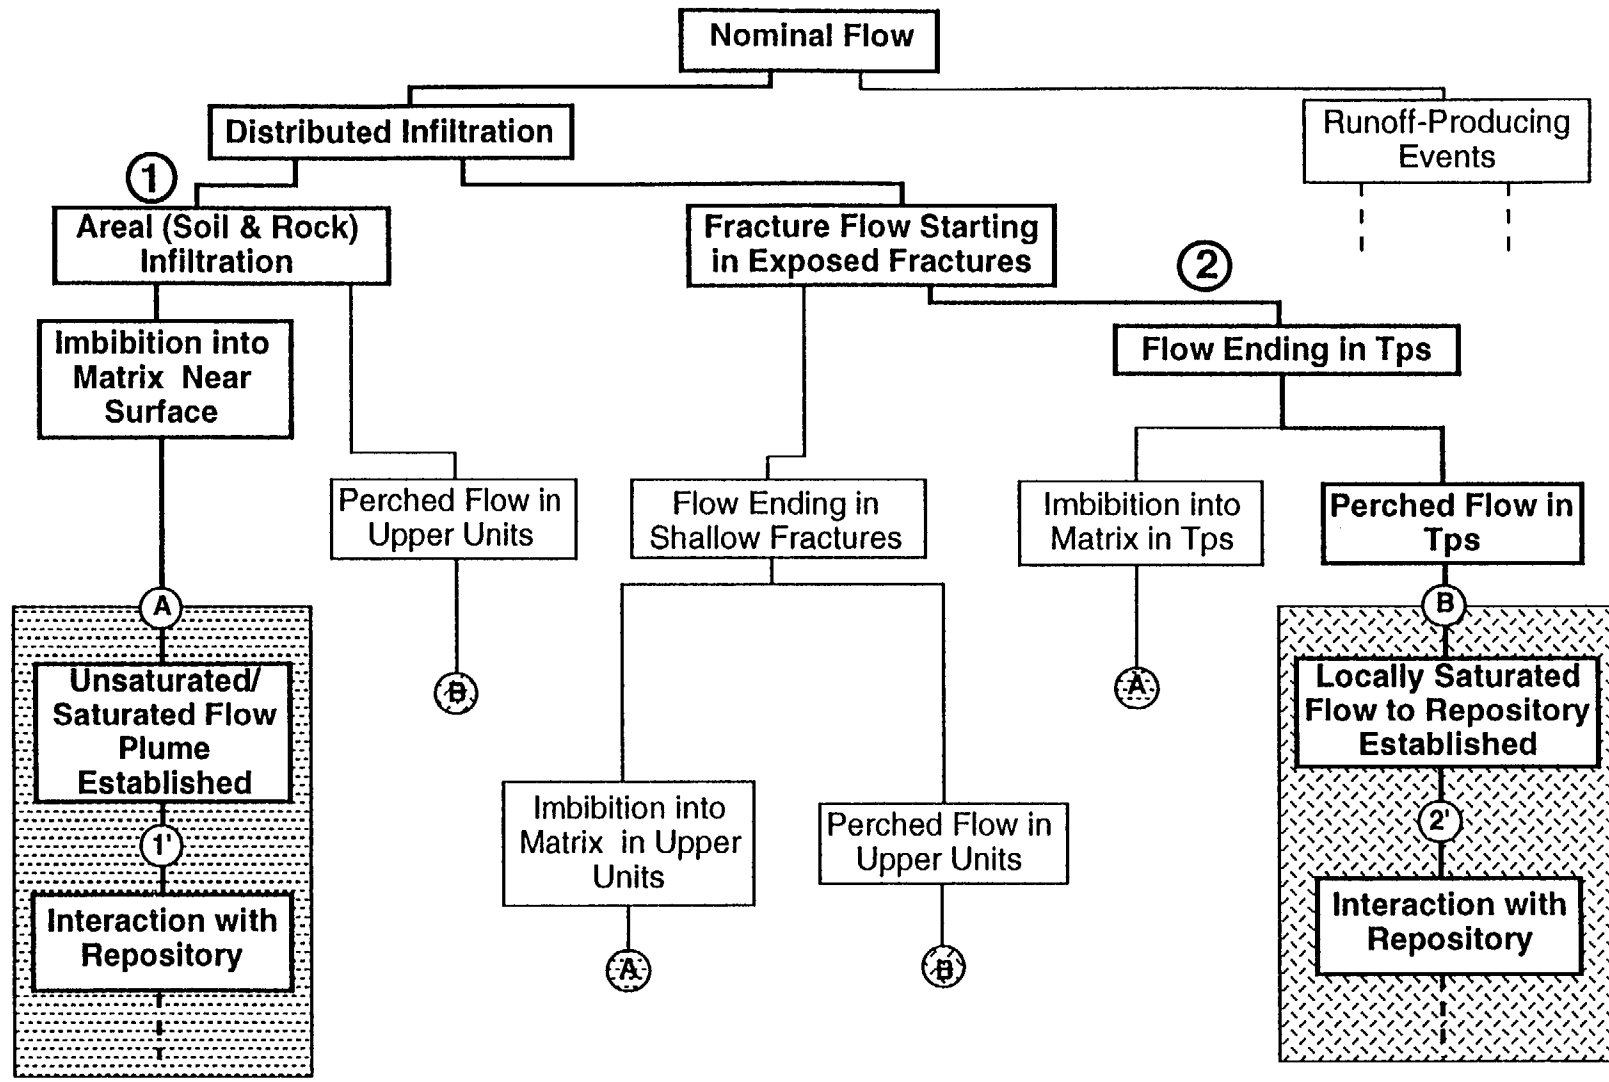 Nominal Flow
Distributed Infiltration
Runoff-Producing
Events
1
Areal (Soil & Rock)
Infiltration
Fracture Flow Starting
in Exposed Fractures
2
Imbibition into
Matrix Near
Surface
Flow Ending in Tps
Perched Flow in
Upper Units
Flow Ending in
Shallow Fractures
Imbibition into
Matrix in Tps
Perched Flow in
Tps
A
B
Unsaturated/
Saturated Flow
Plume
Established
B
A
Locally Saturated
Flow to Repository
Established
Imbibition into
Matrix in Upper
Units
Perched Flow in
Upper Units
1'
2'
Interaction with
Repository
A
B
Interaction with
Repository